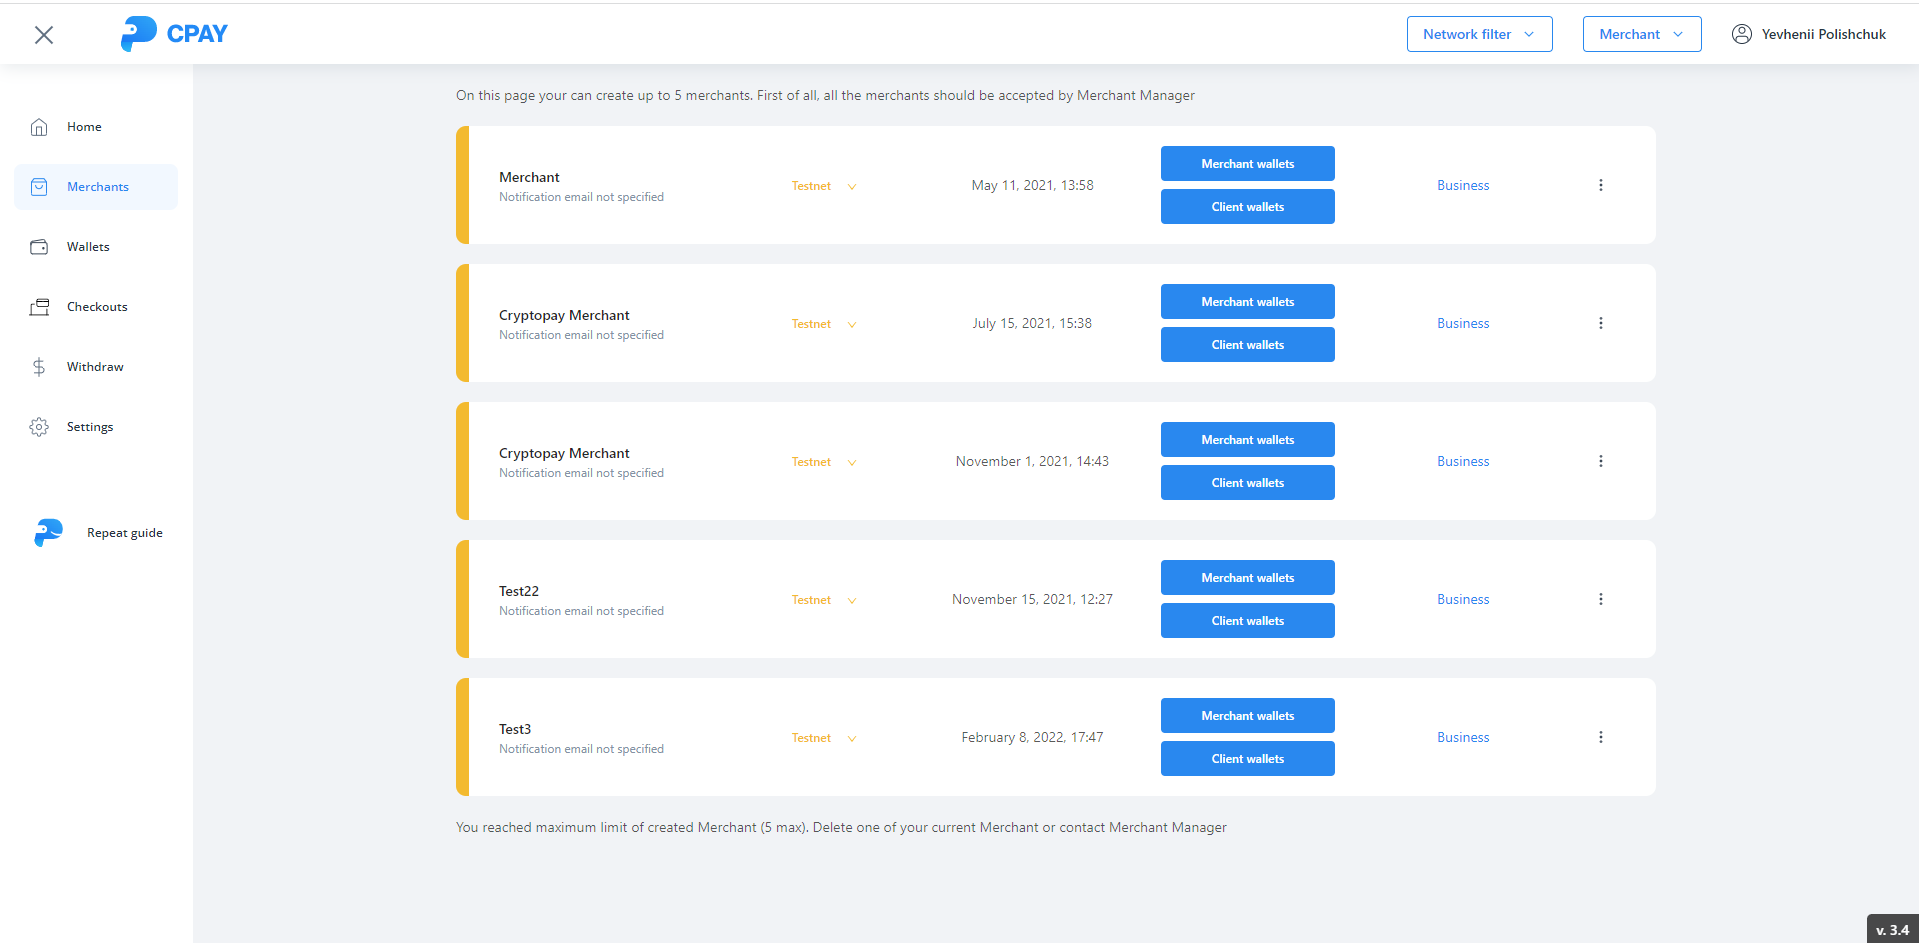 CPAY
Network filter
Merchant
Yevhenii Polishchuk
Home
Merchants
Wallets
Checkouts
Withdraw
Settings
Repeat guide
On this page your can create up to 5 merchants. First of all, all the merchants should be accepted by Merchant Manager
Merchant
Notification email not specified
Testnet
May 11, 2021, 13:58
Merchant wallets
Client wallets
Business
Cryptopay Merchant
Notification email not specified
Testnet
July 15, 2021, 15:38
Merchant wallets
Client wallets
Business
Cryptopay Merchant
Notification email not specified
Testnet
November 1, 2021, 14:43
Merchant wallets
Client wallets
Business
Test22
Notification email not specified
Testnet
November 15, 2021, 12:27
Merchant wallets
Client wallets
Business
Test3
Notification email not specified
Testnet
February 8, 2022, 17:47
Merchant wallets
Client wallets
Business
You reached maximum limit of created Merchant (5 max). Delete one of your current Merchant or contact Merchant Manager
v. 3.4